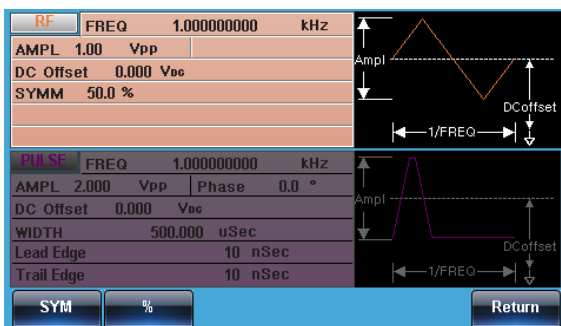 RF FREQ 1.000000000 kHz
AMPL 1.00 Vpp
DC Offset 0.000 VDC
SYMM 50.0 %
Ampl
DCoffset
1/FREQ
PULSE FREQ 1.000000000 kHz
AMPL 2.000 Vpp Phase 0.0 °
DC Offset 0.000 VDC
WIDTH 500.000 uSec
Lead Edge 10 nSec
Trail Edge 10 nSec
Ampl
DCoffset
1/FREQ
SYM % Return